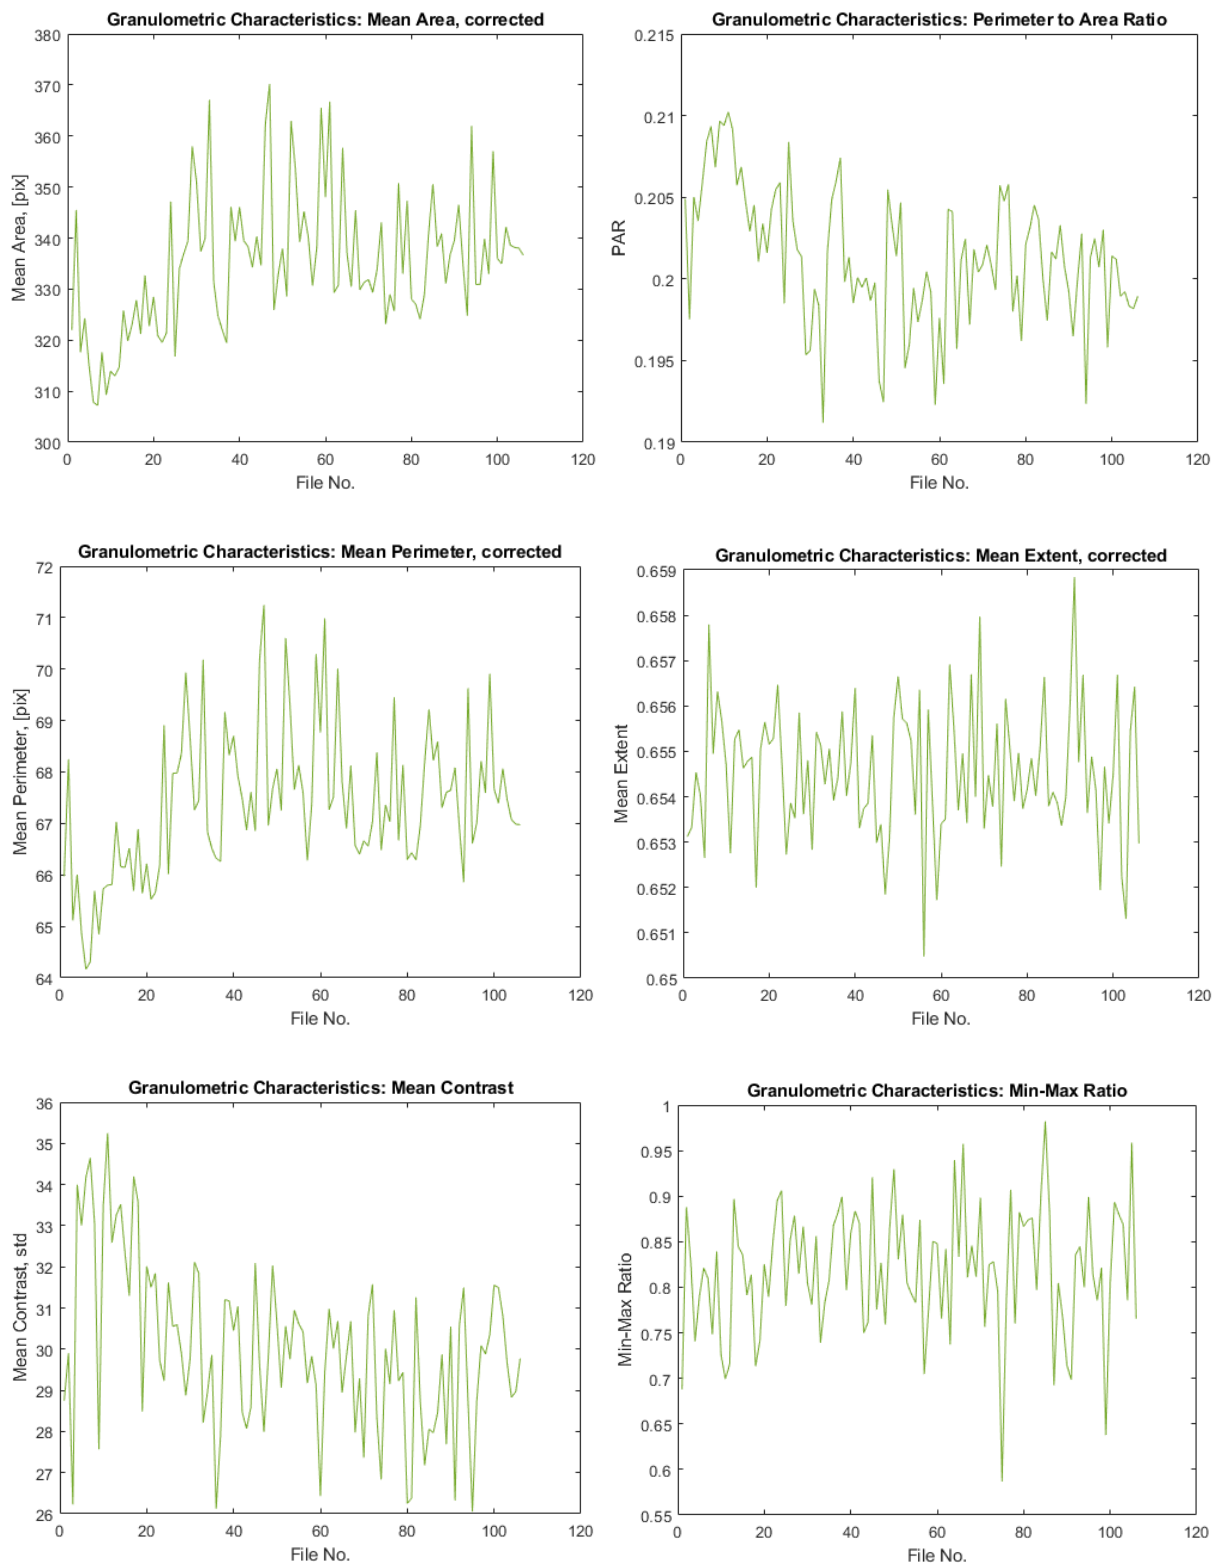 Granulometric Characteristics: Mean Area, corrected
380
370
360
350
340
330
320
310
300
Mean Area, [pix]
0 20 40 60 80 100 120
File No.
Granulometric Characteristics: Perimeter to Area Ratio
0.215
0.21
0.205
0.2
0.195
0.19
PAR
0 20 40 60 80 100 120
File No.
Granulometric Characteristics: Mean Perimeter, corrected
72
71
70
69
68
67
66
65
64
Mean Perimeter, [pix]
0 20 40 60 80 100 120
File No.
Granulometric Characteristics: Mean Extent, corrected
0.659
0.658
0.657
0.656
0.655
0.654
0.653
0.652
0.651
0.65
Mean Extent
0 20 40 60 80 100 120
File No.
Granulometric Characteristics: Mean Contrast
36
35
34
33
32
31
30
29
28
27
26
Mean Contrast, std
0 20 40 60 80 100 120
File No.
Granulometric Characteristics: Min-Max Ratio
1
0.95
0.9
0.85
0.8
0.75
0.7
0.65
0.6
0.55
Min-Max Ratio
0 20 40 60 80 100 120
File No.